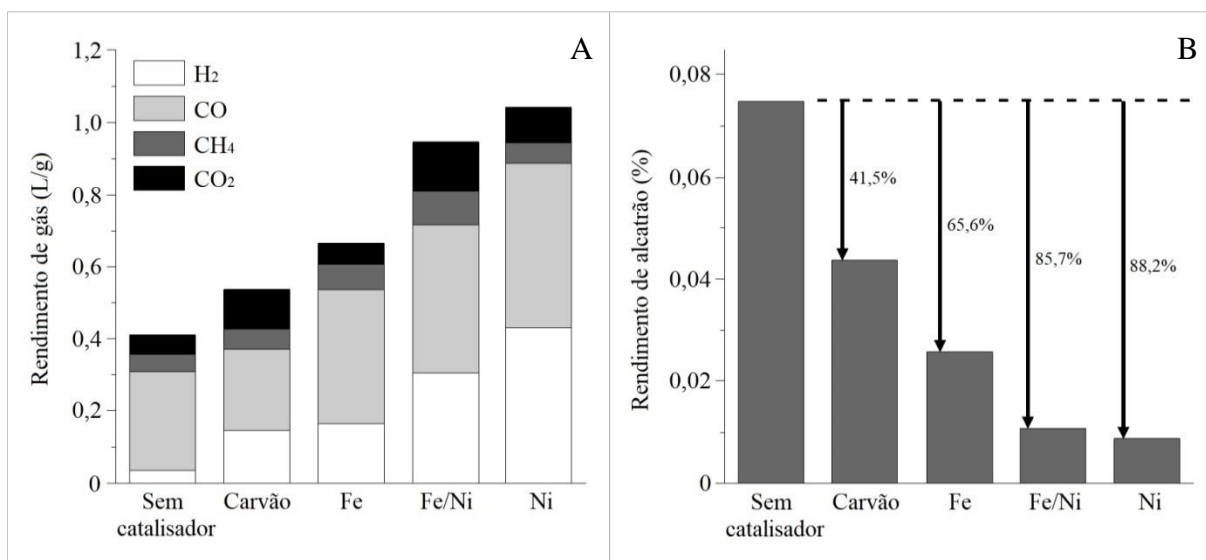 A
1,2
1,0
0,8
0,6
0,4
0,2
0
Rendimento de gás (L/g)
H2
CO
CH4
CO2
Sem
catalisador
Carvão
Fe
Fe/Ni
Ni
B
0,08
0,06
0,04
0,02
0
Rendimento de alcatrão (%)
41,5%
65,6%
85,7%
88,2%
Sem
catalisador
Carvão
Fe
Fe/Ni
Ni